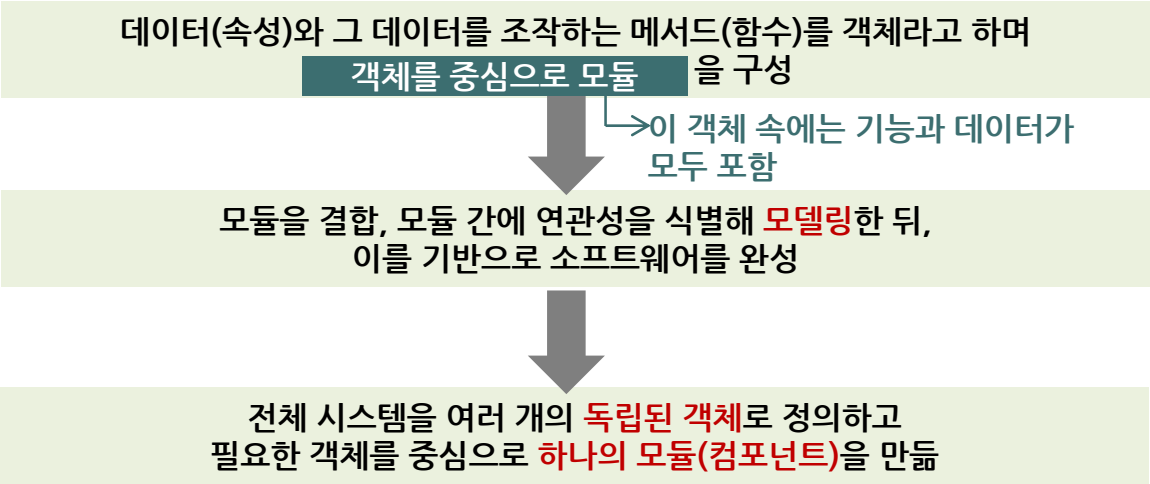 데이터(속성)와 그 데이터를 조작하는 메서드(함수)를 객체라고 하며
객체를 중심으로 모듈 을 구성
이 객체 속에는 기능과 데이터가
모두 포함
모듈을 결합, 모듈 간에 연관성을 식별해 모델링한 뒤,
이를 기반으로 소프트웨어를 완성
전체 시스템을 여러 개의 독립된 객체로 정의하고
필요한 객체를 중심으로 하나의 모듈(컴포넌트)을 만듦